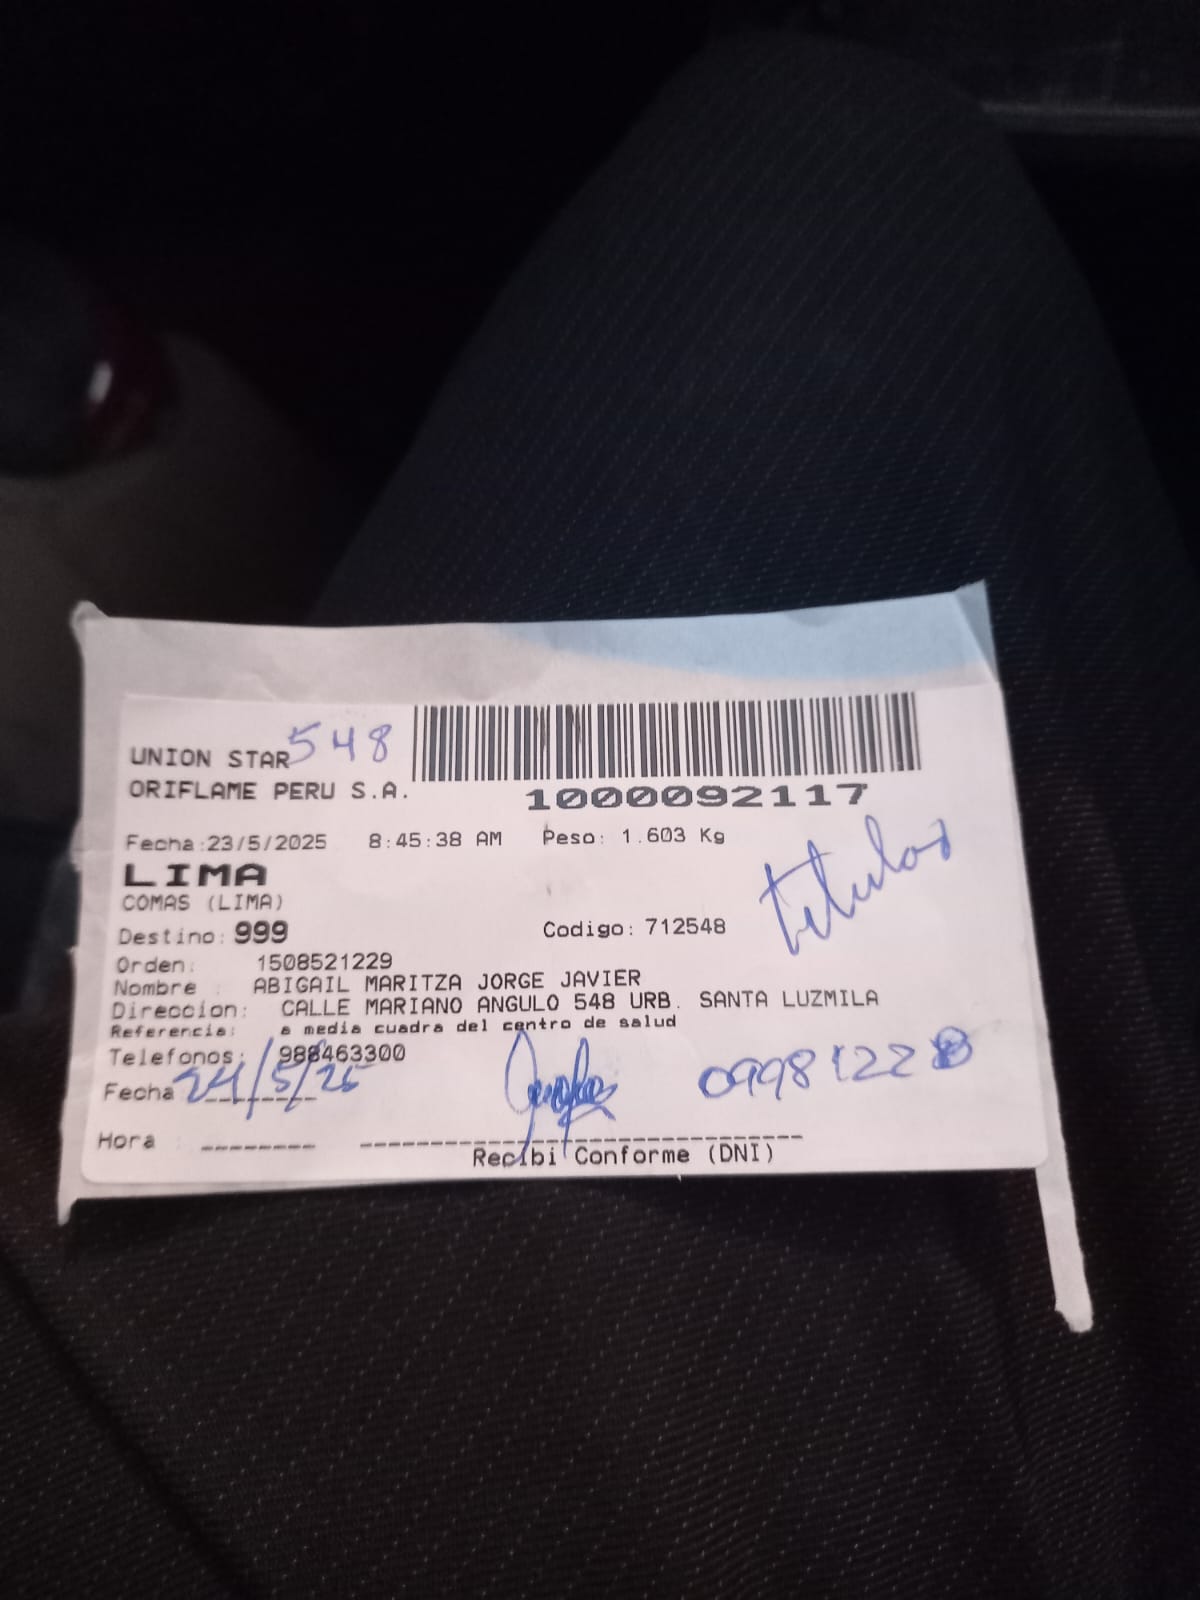 UNION STAR 548
ORIFLAME PERU S.A.
1000092117
Fecha:23/5/2025 8:45:38 AM Peso: 1.603 Kg
LIMA
titular
COMAS (LIMA)
Destino: 999 Codigo: 712548
Orden: 1508521229
Nombre : ABIGAIL MARITZA JORGE JAVIER
Direccion: CALLE MARIANO ANGULO 548 URB. SANTA LUZMILA
Referencia: a media cuadra del centro de salud
Telefonos: 988463300
Fecha 24/5/25 09981228
Hora :
Recibi Conforme (DNI)